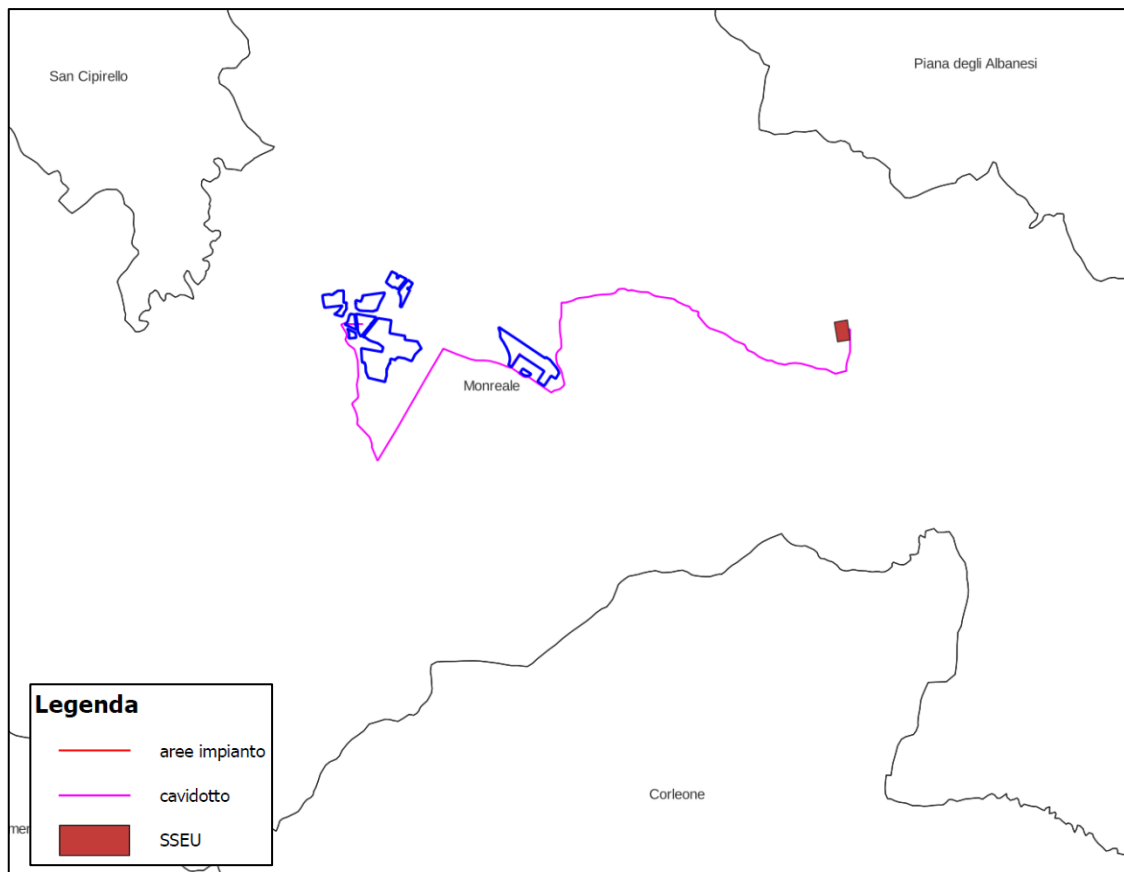 San Cipirello
Piana degli Albanesi
Monreale
Legenda
aree impianto
cavidotto
Corleone
SSEU